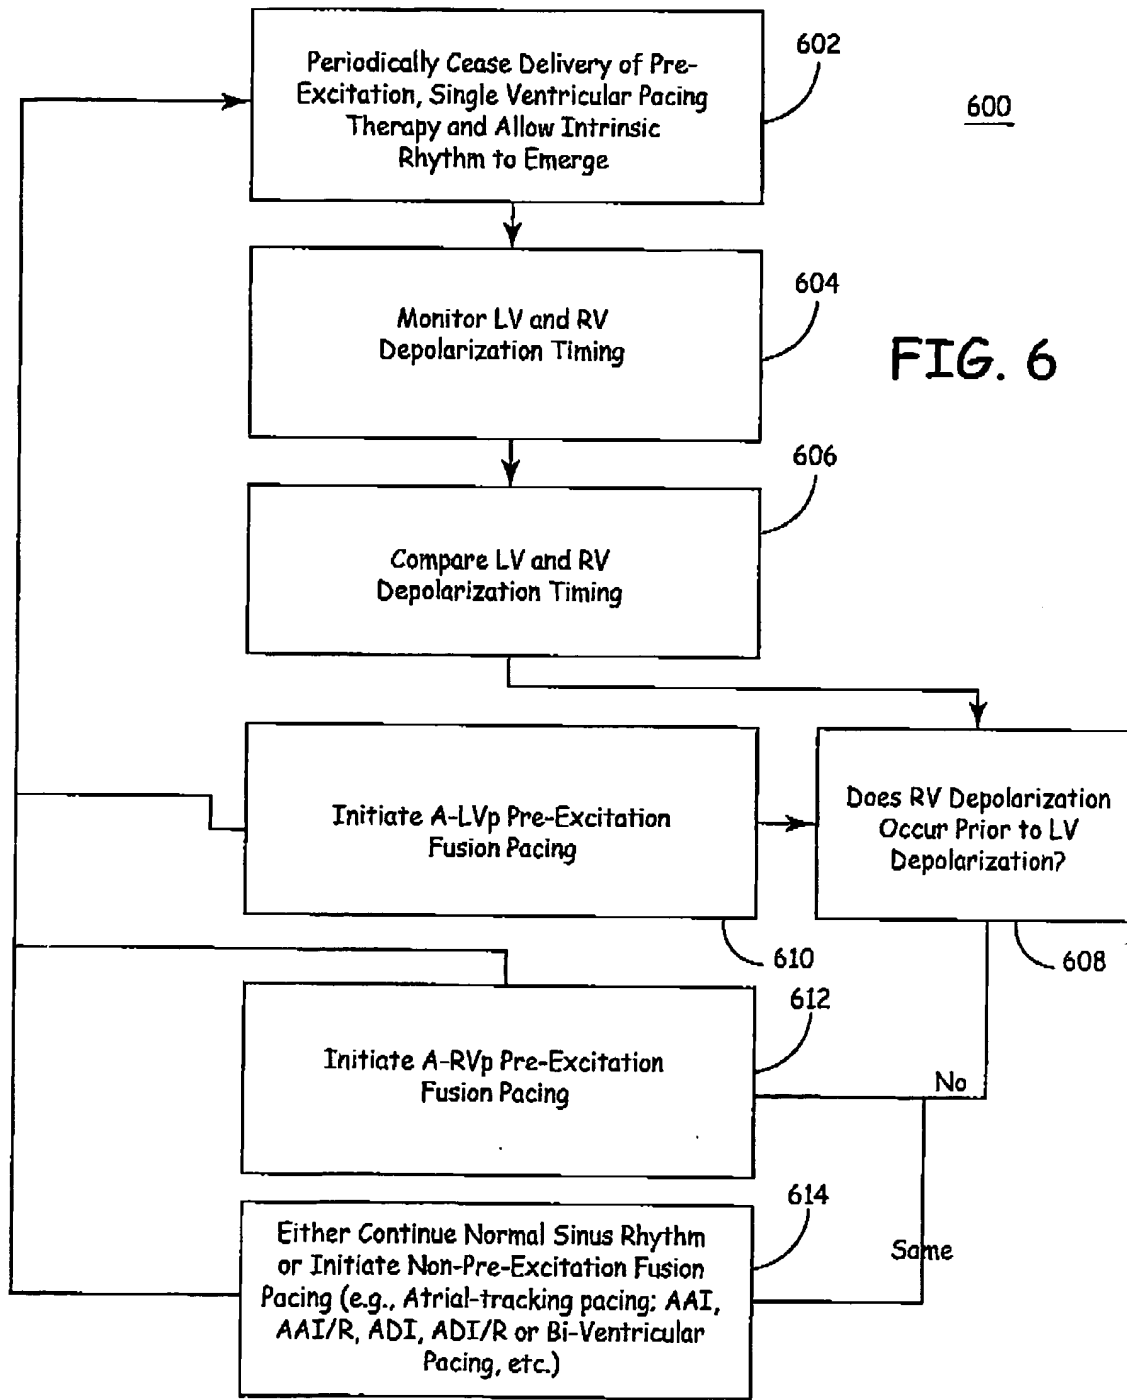 Periodically Cease Delivery of Pre-
Excitation, Single Ventricular Pacing
Therapy and Allow Intrinsic
Rhythm to Emerge
602
600
Monitor LV and RV
Depolarization Timing
604
FIG. 6
Compare LV and RV
Depolarization Timing
606
Initiate A-LVp Pre-Excitation
Fusion Pacing
610
Does RV Depolarization
Occur Prior to LV
Depolarization?
608
Initiate A-RVp Pre-Excitation
Fusion Pacing
612
No
Either Continue Normal Sinus Rhythm
or Initiate Non-Pre-Excitation Fusion
Pacing (e.g., Atrial-tracking pacing; AAI,
AAI/R, ADI, ADI/R or Bi-Ventricular
Pacing, etc.)
614
Same